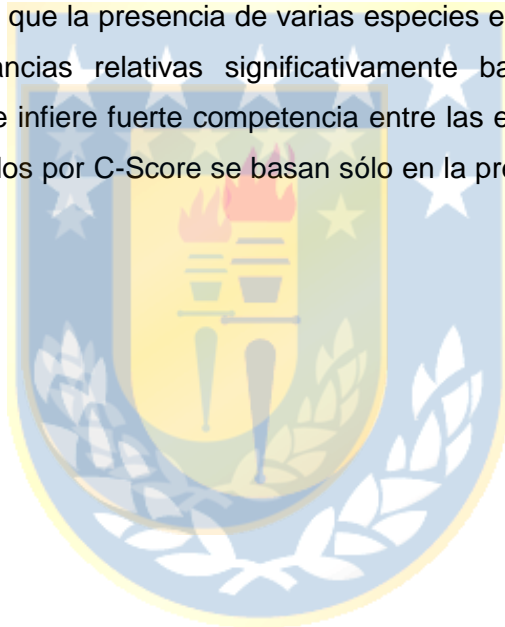 que la presencia de varias especies e
ancias relativas significativamente ba
e infiere fuerte competencia entre las e
dos por C-Score se basan sólo en la pre